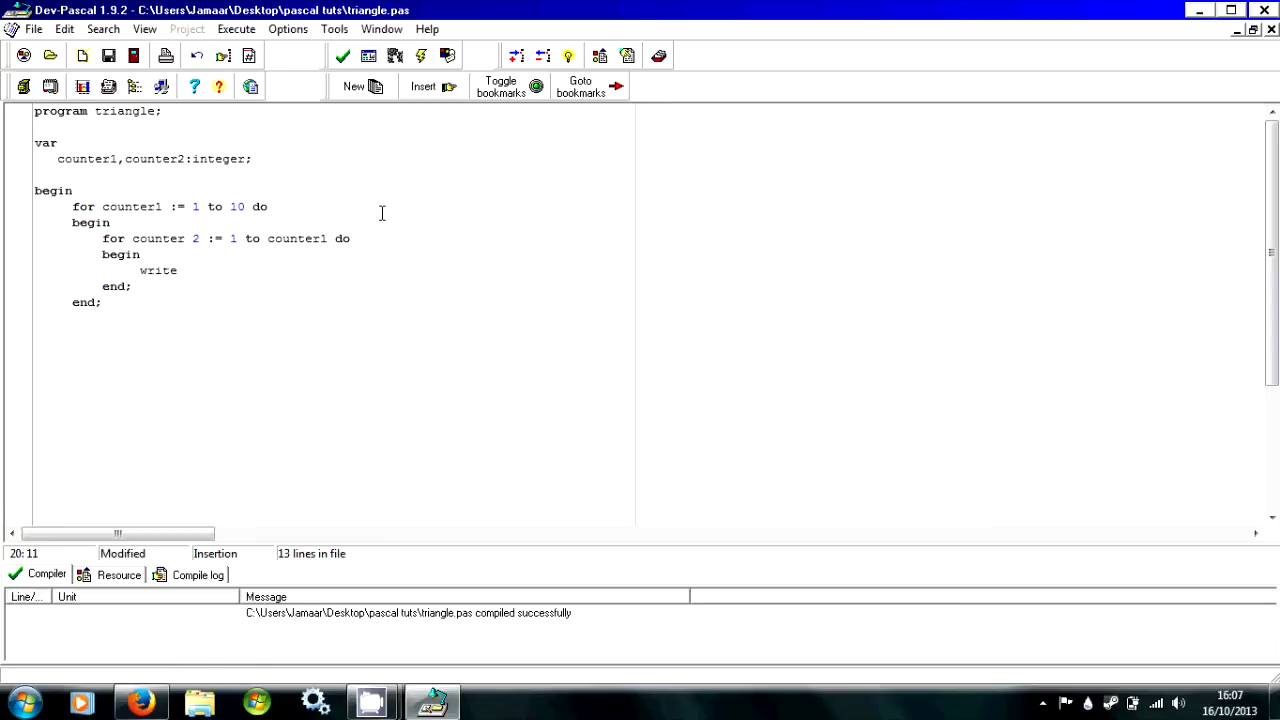 Dev-Pascal 1.9.2 - C:\Users\Jamaar\Desktop\pascal tuts\triangle.pas
File Edit Search View Project Execute Options Tools Window Help
New Insert Toggle bookmarks Goto bookmarks
program triangle;
var
counter1,counter2:integer;
begin
for counter1 := 1 to 10 do
begin
for counter 2 := 1 to counter1 do
begin
write
end;
end;
20: 11 Modified Insertion 13 lines in file
Compiler Resource Compile log
Line/... Unit Message
C:\Users\Jamaar\Desktop\pascal tuts\triangle.pas compiled successfully
16:07
16/10/2013